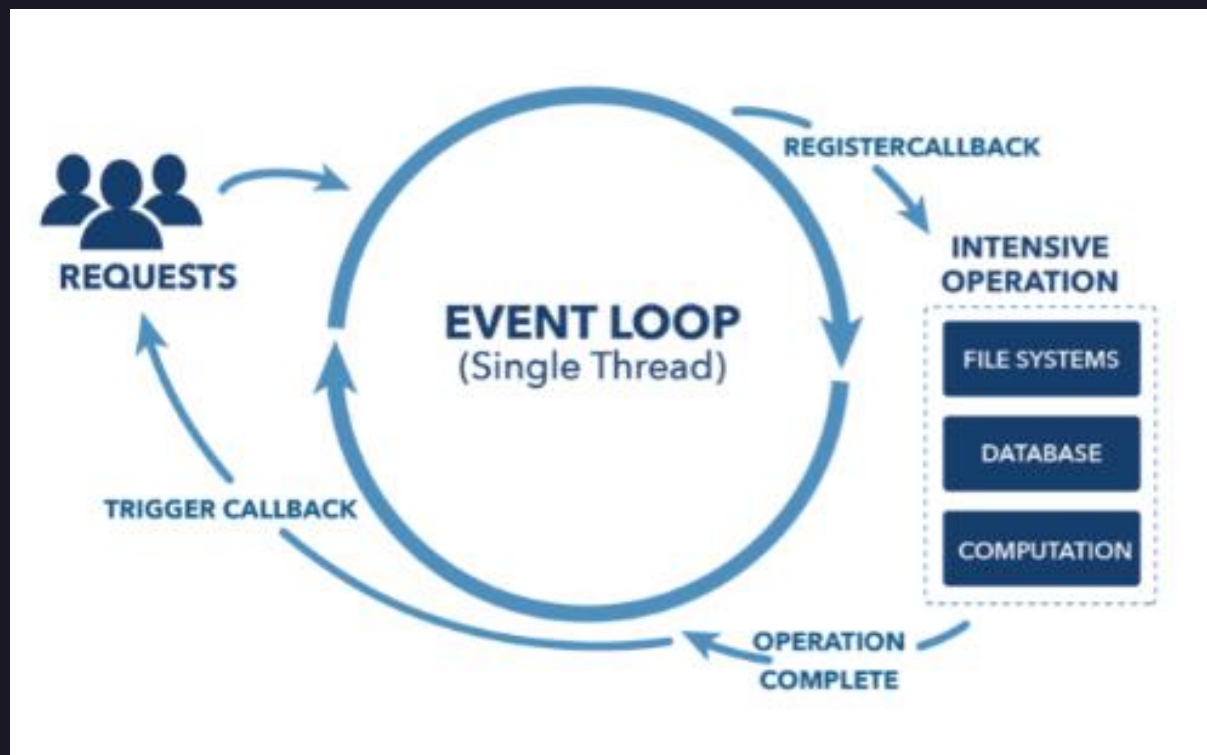 REGISTERCALLBACK
REQUESTS
INTENSIVE
OPERATION
EVENT LOOP
(Single Thread)
FILE SYSTEMS
DATABASE
COMPUTATION
TRIGGER CALLBACK
OPERATION
COMPLETE